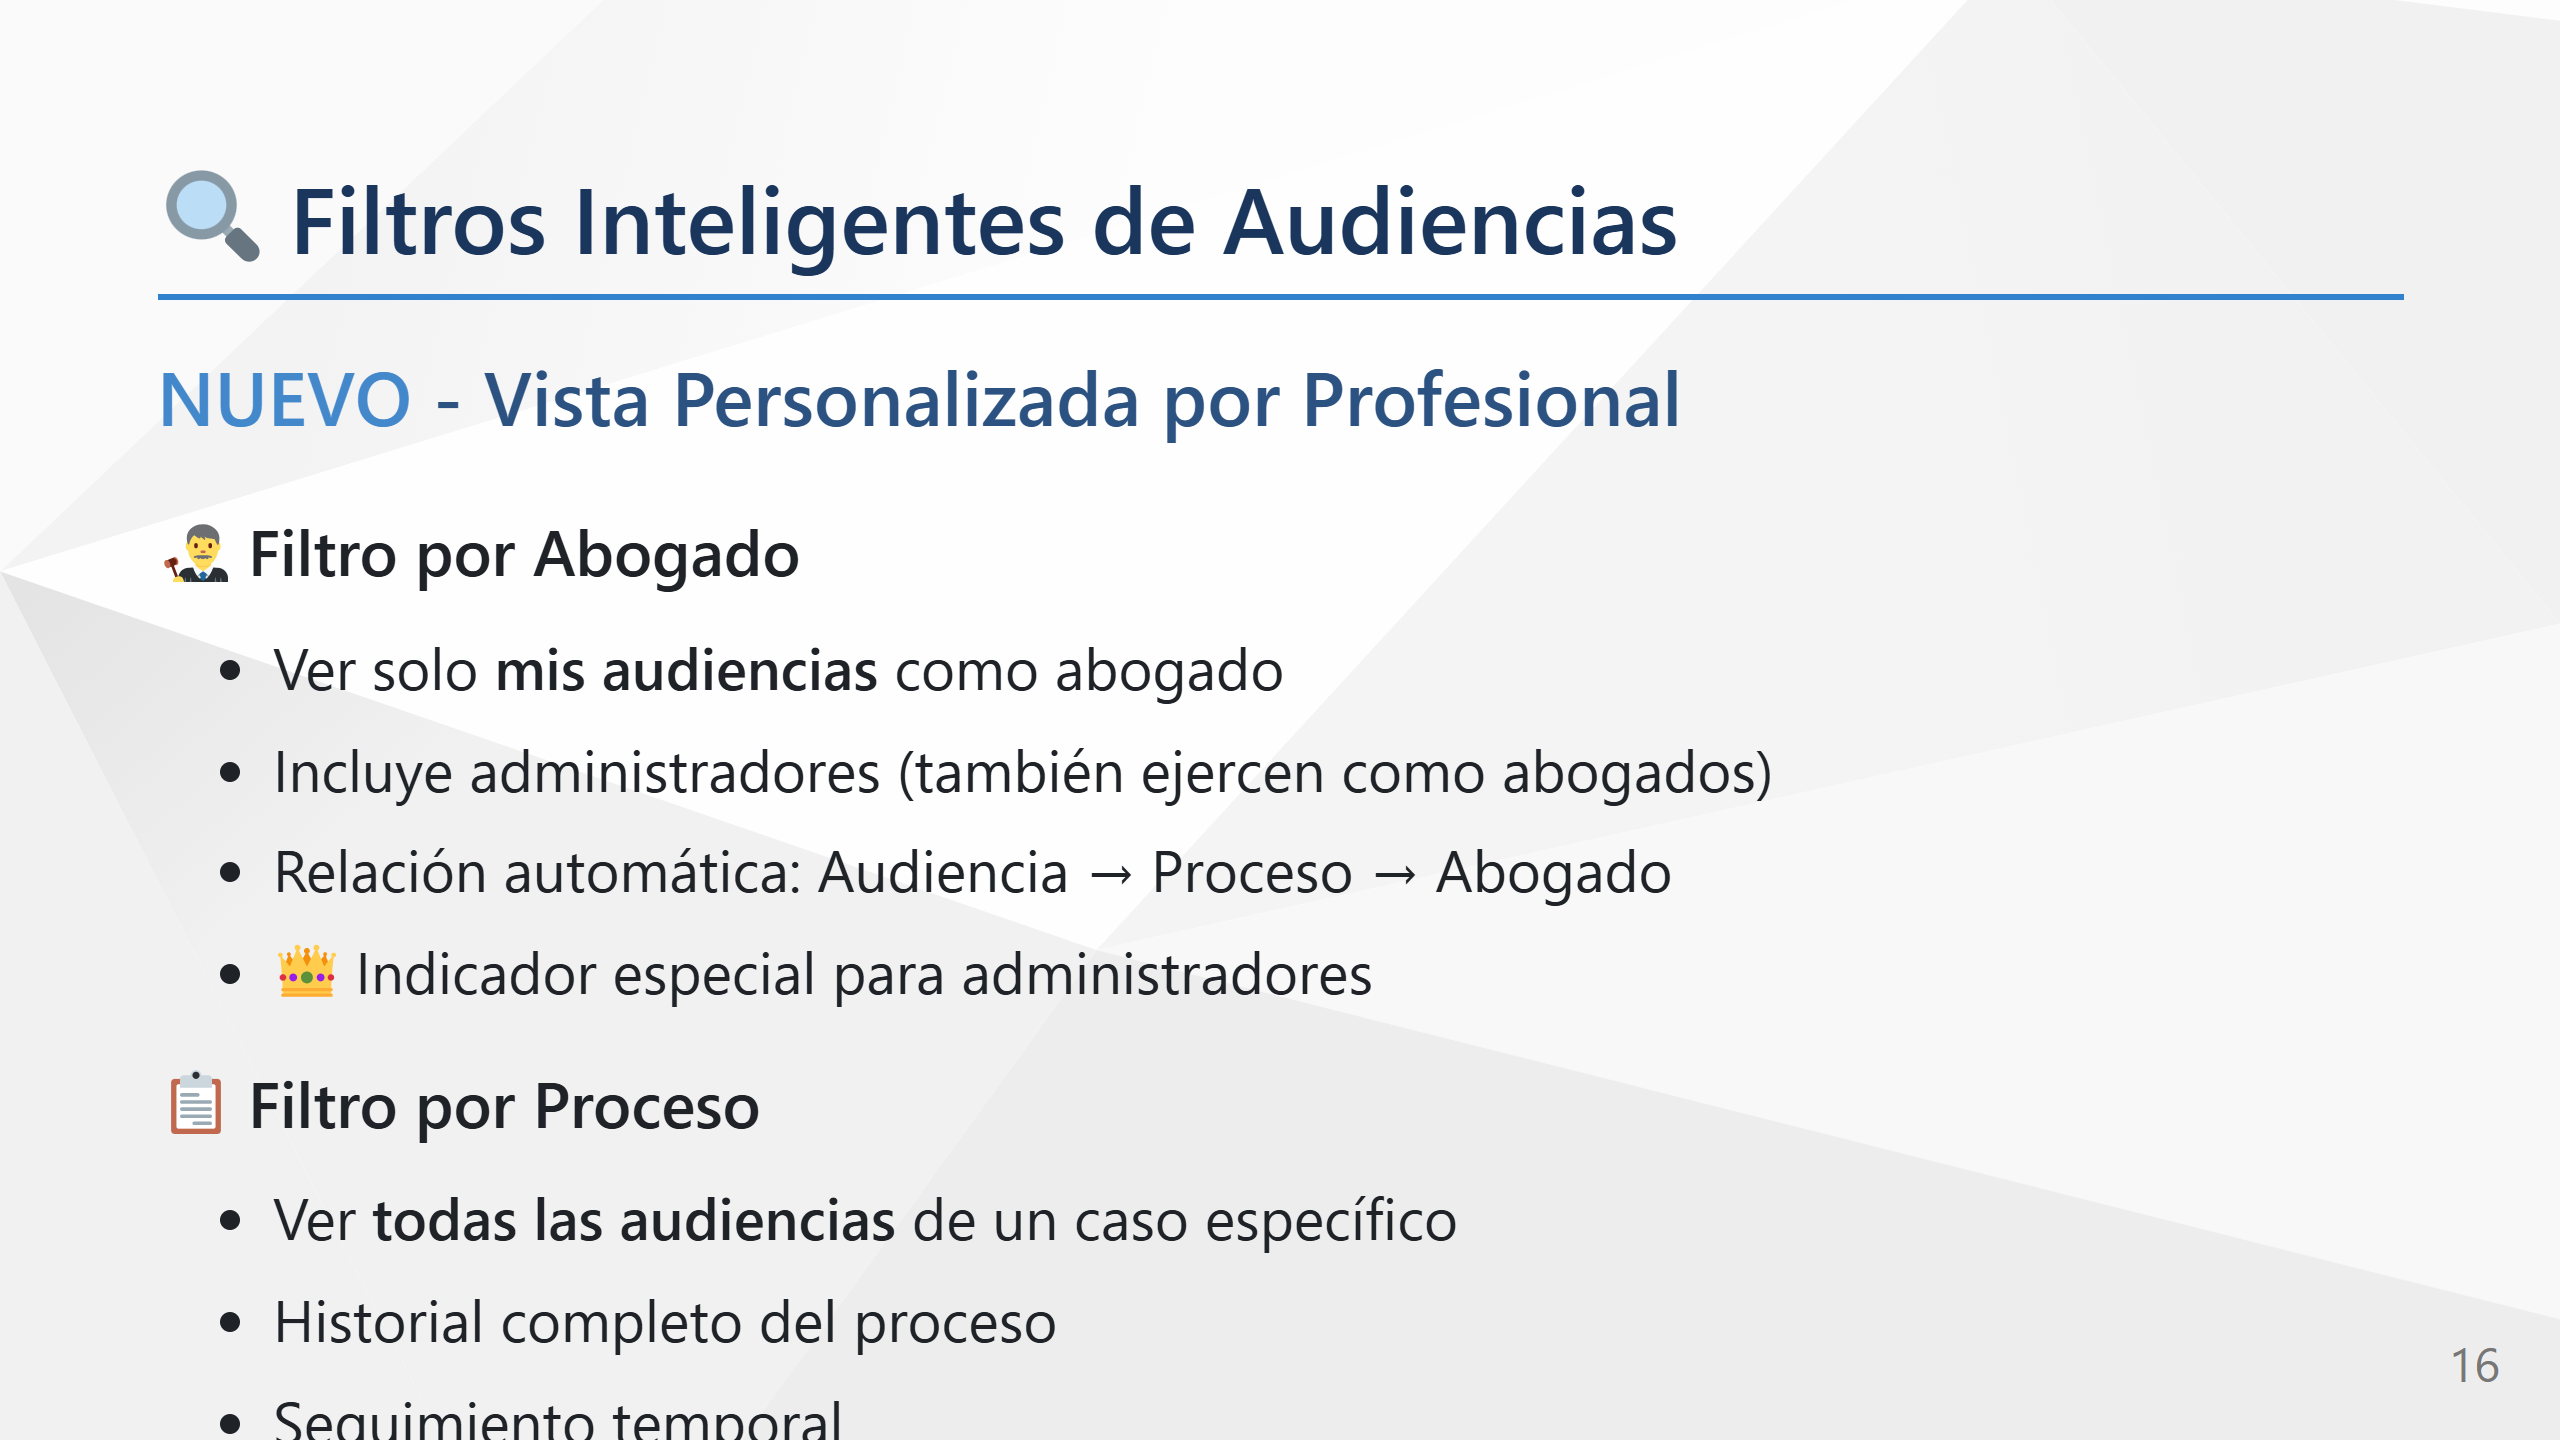 🔍 Filtros Inteligentes de Audiencias
NUEVO - Vista Personalizada por Profesional
👨‍⚖️ Filtro por Abogado
• Ver solo mis audiencias como abogado
• Incluye administradores (también ejercen como abogados)
• Relación automática: Audiencia → Proceso → Abogado
• 👑 Indicador especial para administradores
📋 Filtro por Proceso
• Ver todas las audiencias de un caso específico
• Historial completo del proceso
• Seguimiento temporal
16